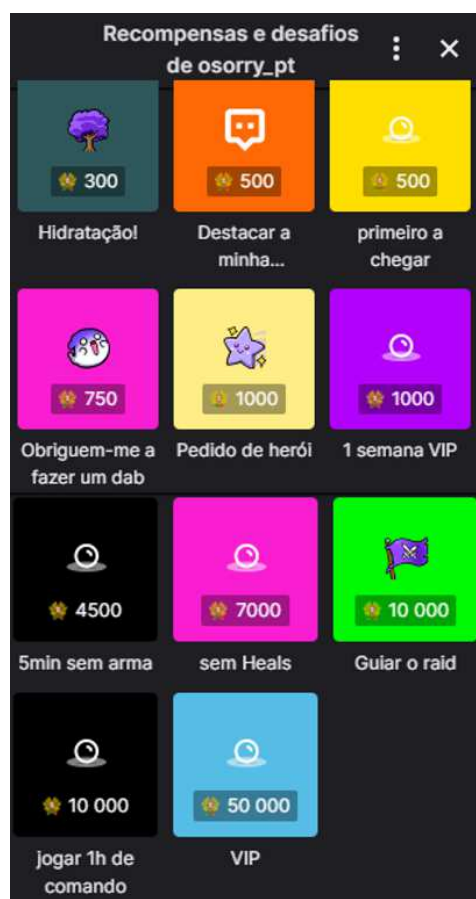 Recompensas e desafios
de osorry_pt
300
500
500
Hidratação!
Destacar a
minha...
primeiro a
chegar
750
1000
1000
Obriguem-me a
fazer um dab
Pedido de herói
1 semana VIP
4500
7000
10 000
5min sem arma
sem Heals
Guiar o raid
10 000
50 000
jogar 1h de
comando
VIP